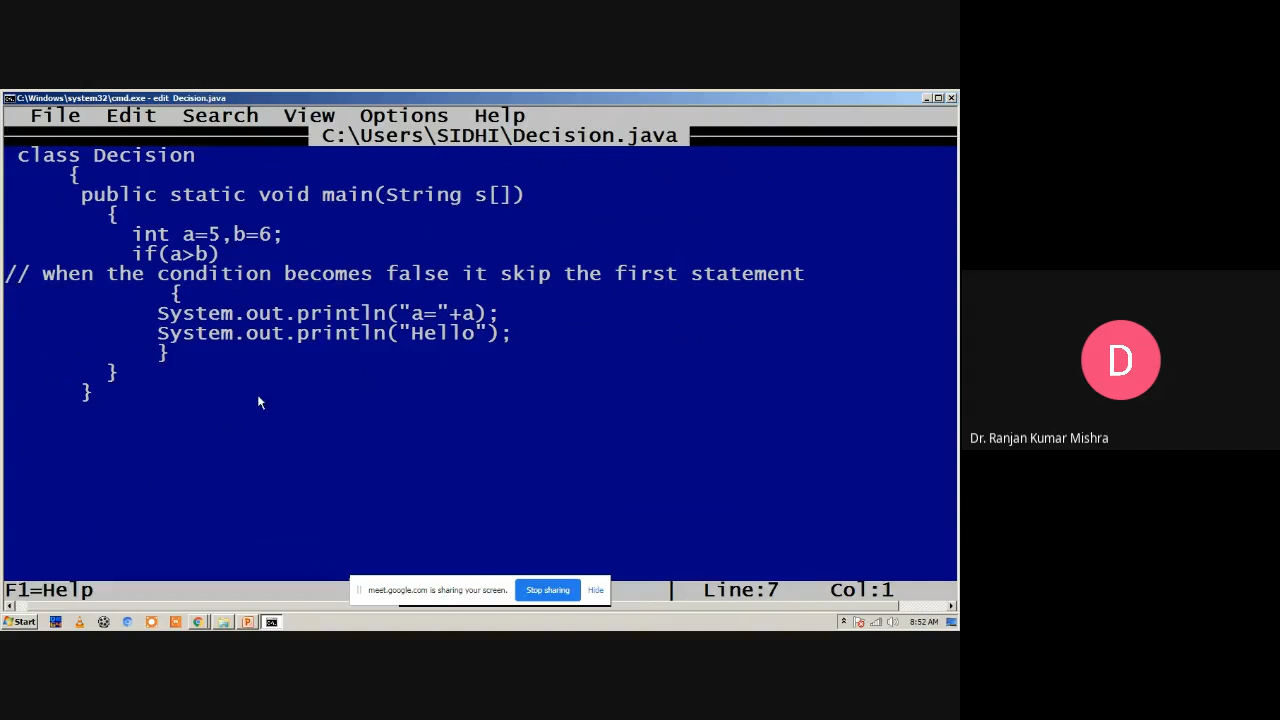 C:\Windows\system32\cmd.exe - edit Decision.java
File Edit Search View Options Help
C:\Users\SIDHI\Decision.java
class Decision
{
public static void main(String s[])
{
int a=5,b=6;
if(a>b)
// when the condition becomes false it skip the first statement
{
System.out.println("a="+a);
System.out.println("Hello");
}
}
}
D
Dr. Ranjan Kumar Mishra
F1=Help
meet.google.com is sharing your screen. Stop sharing Hide
| Line:7 Col:1
Start
8:52 AM